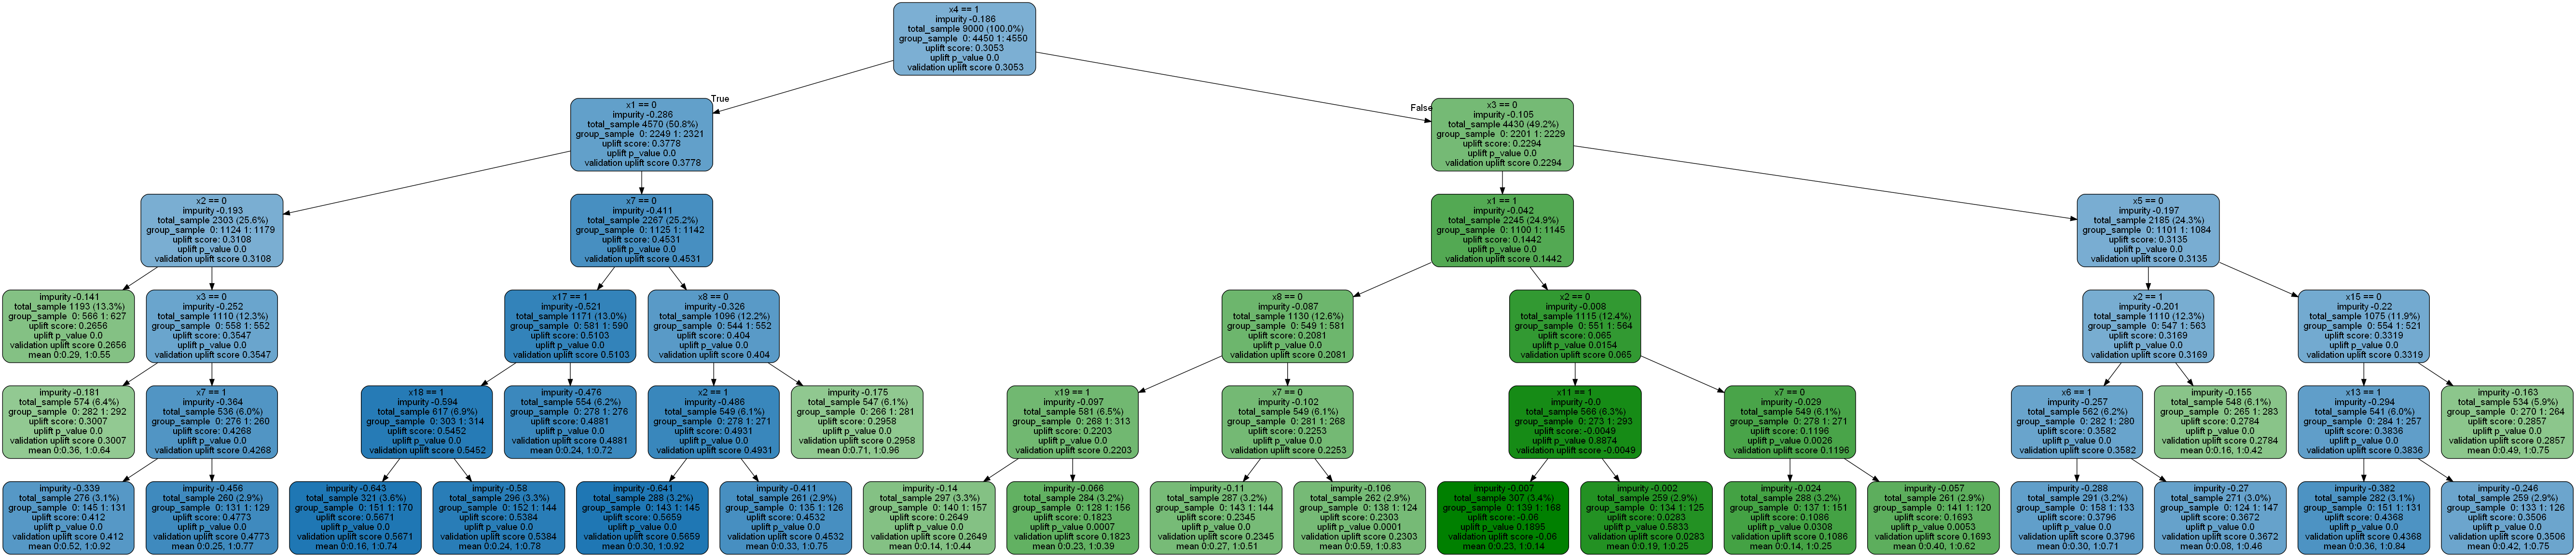 x4 == 1
impurity -0.186
total_sample 9000 (100.0%)
group_sample 0: 4450 1: 4550
uplift score: 0.3053
uplift p_value 0.0
validation uplift score 0.3053
True
False
x1 == 0
impurity -0.286
total_sample 4570 (50.8%)
group_sample 0: 2249 1: 2321
uplift score: 0.3778
uplift p_value 0.0
validation uplift score 0.3778
x3 == 0
impurity -0.105
total_sample 4430 (49.2%)
group_sample 0: 2201 1: 2229
uplift score: 0.2294
uplift p_value 0.0
validation uplift score 0.2294
x2 == 0
impurity -0.193
total_sample 2303 (25.6%)
group_sample 0: 1124 1: 1179
uplift score: 0.3108
uplift p_value 0.0
validation uplift score 0.3108
x7 == 0
impurity -0.411
total_sample 2267 (25.2%)
group_sample 0: 1125 1: 1142
uplift score: 0.4531
uplift p_value 0.0
validation uplift score 0.4531
x1 == 1
impurity -0.042
total_sample 2245 (24.9%)
group_sample 0: 1100 1: 1145
uplift score: 0.1442
uplift p_value 0.0
validation uplift score 0.1442
x5 == 0
impurity -0.197
total_sample 2185 (24.3%)
group_sample 0: 1101 1: 1084
uplift score: 0.3135
uplift p_value 0.0
validation uplift score 0.3135
impurity -0.141
total_sample 1193 (13.3%)
group_sample 0: 566 1: 627
uplift score: 0.2656
uplift p_value 0.0
validation uplift score 0.2656
mean 0:0.29, 1:0.55
x3 == 0
impurity -0.252
total_sample 1110 (12.3%)
group_sample 0: 558 1: 552
uplift score: 0.3547
uplift p_value 0.0
validation uplift score 0.3547
x17 == 1
impurity -0.521
total_sample 1171 (13.0%)
group_sample 0: 581 1: 590
uplift score: 0.5103
uplift p_value 0.0
validation uplift score 0.5103
x8 == 0
impurity -0.326
total_sample 1096 (12.2%)
group_sample 0: 544 1: 552
uplift score: 0.404
uplift p_value 0.0
validation uplift score 0.404
x8 == 0
impurity -0.087
total_sample 1130 (12.6%)
group_sample 0: 549 1: 581
uplift score: 0.2081
uplift p_value 0.0
validation uplift score 0.2081
x2 == 0
impurity -0.008
total_sample 1115 (12.4%)
group_sample 0: 551 1: 564
uplift score: 0.065
uplift p_value 0.0154
validation uplift score 0.065
x2 == 1
impurity -0.201
total_sample 1110 (12.3%)
group_sample 0: 547 1: 563
uplift score: 0.3169
uplift p_value 0.0
validation uplift score 0.3169
x15 == 0
impurity -0.22
total_sample 1075 (11.9%)
group_sample 0: 554 1: 521
uplift score: 0.3319
uplift p_value 0.0
validation uplift score 0.3319
impurity -0.181
total_sample 574 (6.4%)
group_sample 0: 282 1: 292
uplift score: 0.3007
uplift p_value 0.0
validation uplift score 0.3007
mean 0:0.36, 1:0.64
x7 == 1
impurity -0.364
total_sample 536 (6.0%)
group_sample 0: 276 1: 260
uplift score: 0.4268
uplift p_value 0.0
validation uplift score 0.4268
x18 == 1
impurity -0.594
total_sample 617 (6.9%)
group_sample 0: 303 1: 314
uplift score: 0.5452
uplift p_value 0.0
validation uplift score 0.5452
impurity -0.476
total_sample 554 (6.2%)
group_sample 0: 278 1: 276
uplift score: 0.4881
uplift p_value 0.0
validation uplift score 0.4881
mean 0:0.24, 1:0.72
x2 == 1
impurity -0.486
total_sample 549 (6.1%)
group_sample 0: 278 1: 271
uplift score: 0.4931
uplift p_value 0.0
validation uplift score 0.4931
impurity -0.175
total_sample 547 (6.1%)
group_sample 0: 266 1: 281
uplift score: 0.2958
uplift p_value 0.0
validation uplift score 0.2958
mean 0:0.71, 1:0.96
x19 == 1
impurity -0.097
total_sample 581 (6.5%)
group_sample 0: 268 1: 313
uplift score: 0.2203
uplift p_value 0.0
validation uplift score 0.2203
x7 == 0
impurity -0.102
total_sample 549 (6.1%)
group_sample 0: 281 1: 268
uplift score: 0.2253
uplift p_value 0.0
validation uplift score 0.2253
x11 == 1
impurity -0.0
total_sample 566 (6.3%)
group_sample 0: 273 1: 293
uplift score: -0.0049
uplift p_value 0.8874
validation uplift score -0.0049
x7 == 0
impurity -0.029
total_sample 549 (6.1%)
group_sample 0: 278 1: 271
uplift score: 0.1196
uplift p_value 0.0026
validation uplift score 0.1196
x6 == 1
impurity -0.257
total_sample 562 (6.2%)
group_sample 0: 282 1: 280
uplift score: 0.3582
uplift p_value 0.0
validation uplift score 0.3582
impurity -0.155
total_sample 548 (6.1%)
group_sample 0: 265 1: 283
uplift score: 0.2784
uplift p_value 0.0
validation uplift score 0.2784
mean 0:0.16, 1:0.42
x13 == 1
impurity -0.294
total_sample 541 (6.0%)
group_sample 0: 284 1: 257
uplift score: 0.3836
uplift p_value 0.0
validation uplift score 0.3836
impurity -0.163
total_sample 534 (5.9%)
group_sample 0: 270 1: 264
uplift score: 0.2857
uplift p_value 0.0
validation uplift score 0.2857
mean 0:0.49, 1:0.75
impurity -0.339
total_sample 276 (3.1%)
group_sample 0: 145 1: 131
uplift score: 0.412
uplift p_value 0.0
validation uplift score 0.412
mean 0:0.52, 1:0.92
impurity -0.456
total_sample 260 (2.9%)
group_sample 0: 131 1: 129
uplift score: 0.4773
uplift p_value 0.0
validation uplift score 0.4773
mean 0:0.25, 1:0.77
impurity -0.643
total_sample 321 (3.6%)
group_sample 0: 151 1: 170
uplift score: 0.5671
uplift p_value 0.0
validation uplift score 0.5671
mean 0:0.16, 1:0.74
impurity -0.58
total_sample 296 (3.3%)
group_sample 0: 152 1: 144
uplift score: 0.5384
uplift p_value 0.0
validation uplift score 0.5384
mean 0:0.24, 1:0.78
impurity -0.641
total_sample 288 (3.2%)
group_sample 0: 143 1: 145
uplift score: 0.5659
uplift p_value 0.0
validation uplift score 0.5659
mean 0:0.30, 1:0.92
impurity -0.411
total_sample 261 (2.9%)
group_sample 0: 135 1: 126
uplift score: 0.4532
uplift p_value 0.0
validation uplift score 0.4532
mean 0:0.33, 1:0.75
impurity -0.14
total_sample 297 (3.3%)
group_sample 0: 140 1: 157
uplift score: 0.2649
uplift p_value 0.0
validation uplift score 0.2649
mean 0:0.14, 1:0.44
impurity -0.066
total_sample 284 (3.2%)
group_sample 0: 128 1: 156
uplift score: 0.1823
uplift p_value 0.0007
validation uplift score 0.1823
mean 0:0.23, 1:0.39
impurity -0.11
total_sample 287 (3.2%)
group_sample 0: 143 1: 144
uplift score: 0.2345
uplift p_value 0.0
validation uplift score 0.2345
mean 0:0.27, 1:0.51
impurity -0.106
total_sample 262 (2.9%)
group_sample 0: 138 1: 124
uplift score: 0.2303
uplift p_value 0.0001
validation uplift score 0.2303
mean 0:0.59, 1:0.83
impurity -0.007
total_sample 307 (3.4%)
group_sample 0: 139 1: 168
uplift score: -0.06
uplift p_value 0.1895
validation uplift score -0.06
mean 0:0.23, 1:0.14
impurity -0.002
total_sample 259 (2.9%)
group_sample 0: 134 1: 125
uplift score: 0.0283
uplift p_value 0.5833
validation uplift score 0.0283
mean 0:0.19, 1:0.25
impurity -0.024
total_sample 288 (3.2%)
group_sample 0: 137 1: 151
uplift score: 0.1086
uplift p_value 0.0308
validation uplift score 0.1086
mean 0:0.14, 1:0.25
impurity -0.057
total_sample 261 (2.9%)
group_sample 0: 141 1: 120
uplift score: 0.1693
uplift p_value 0.0053
validation uplift score 0.1693
mean 0:0.40, 1:0.62
impurity -0.288
total_sample 291 (3.2%)
group_sample 0: 158 1: 133
uplift score: 0.3796
uplift p_value 0.0
validation uplift score 0.3796
mean 0:0.30, 1:0.71
impurity -0.27
total_sample 271 (3.0%)
group_sample 0: 124 1: 147
uplift score: 0.3672
uplift p_value 0.0
validation uplift score 0.3672
mean 0:0.08, 1:0.46
impurity -0.382
total_sample 282 (3.1%)
group_sample 0: 151 1: 131
uplift score: 0.4368
uplift p_value 0.0
validation uplift score 0.4368
mean 0:0.36, 1:0.84
impurity -0.246
total_sample 259 (2.9%)
group_sample 0: 133 1: 126
uplift score: 0.3506
uplift p_value 0.0
validation uplift score 0.3506
mean 0:0.42, 1:0.75